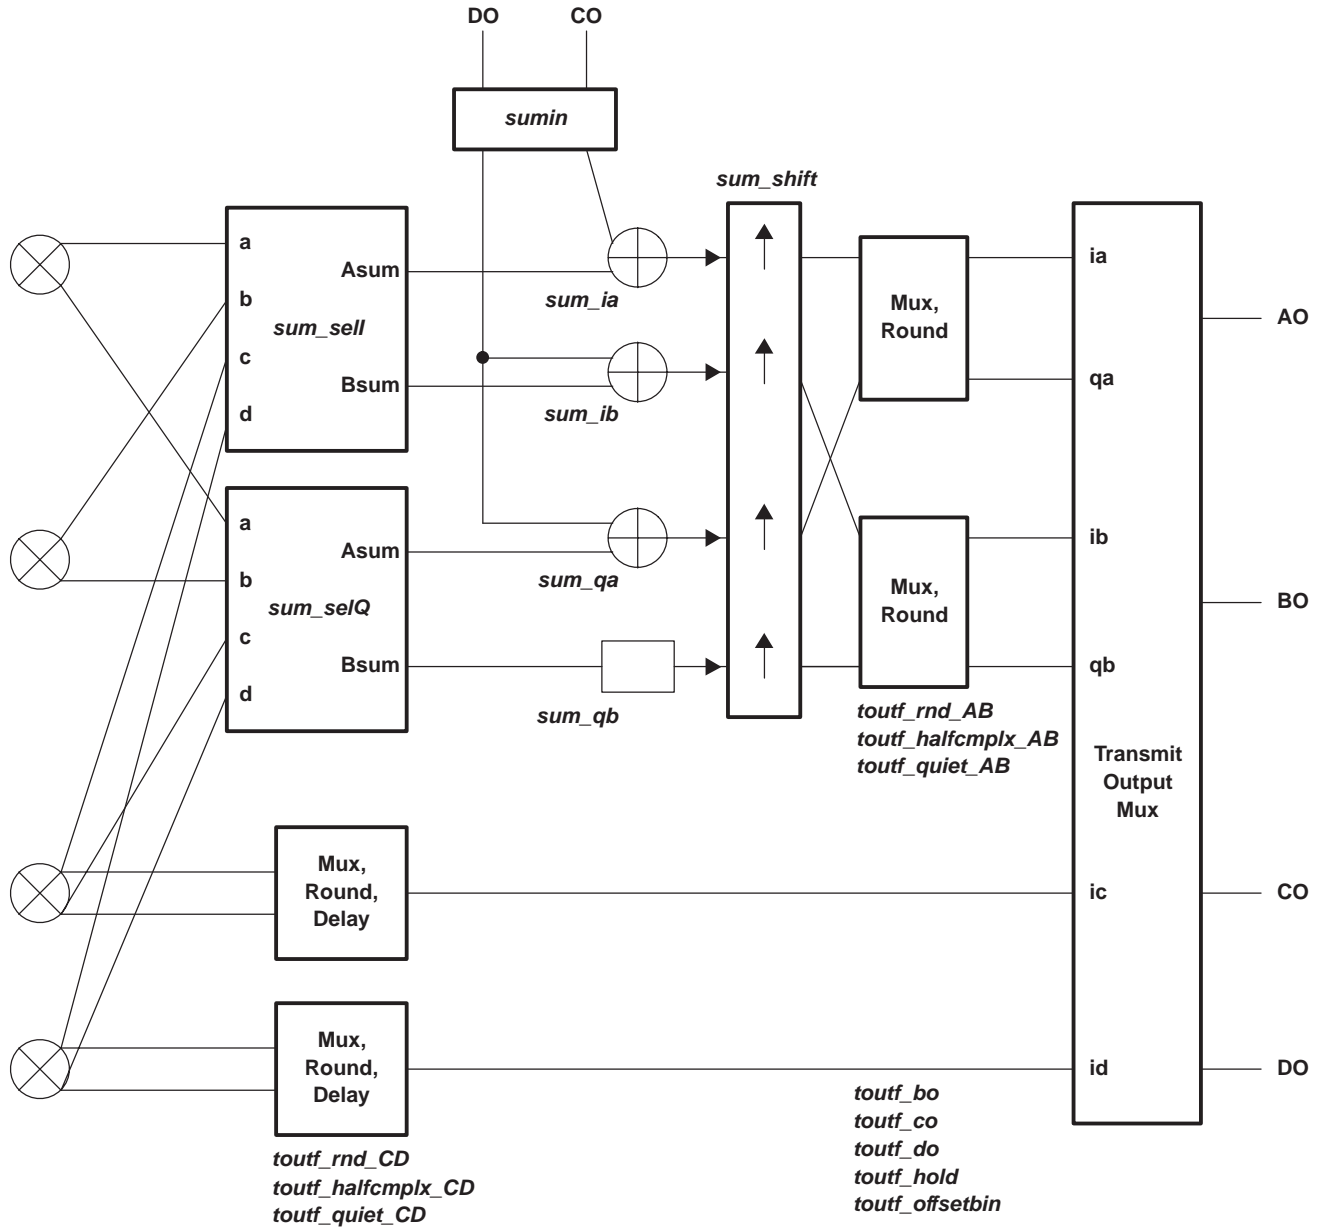 DO
CO
sumin
sum_shift
a
b
c
d
sum_selI
Asum
Bsum
sum_ia
sum_ib
a
b
c
d
sum_selQ
Asum
Bsum
sum_qa
sum_qb
Mux,
Round
Mux,
Round
toutf_rnd_AB
toutf_halfcmplx_AB
toutf_quiet_AB
ia
qa
ib
qb
Transmit
Output
Mux
ic
id
AO
BO
CO
DO
Mux,
Round,
Delay
Mux,
Round,
Delay
toutf_rnd_CD
toutf_halfcmplx_CD
toutf_quiet_CD
toutf_bo
toutf_co
toutf_do
toutf_hold
toutf_offsetbin